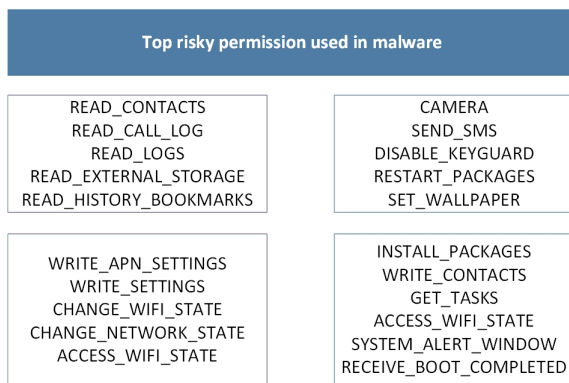 Top risky permission used in malware
READ_CONTACTS
READ_CALL_LOG
READ_LOGS
READ_EXTERNAL_STORAGE
READ_HISTORY_BOOKMARKS
CAMERA
SEND_SMS
DISABLE_KEYGUARD
RESTART_PACKAGES
SET_WALLPAPER
WRITE_APN_SETTINGS
WRITE_SETTINGS
CHANGE_WIFI_STATE
CHANGE_NETWORK_STATE
ACCESS_WIFI_STATE
INSTALL_PACKAGES
WRITE_CONTACTS
GET_TASKS
ACCESS_WIFI_STATE
SYSTEM_ALERT_WINDOW
RECEIVE_BOOT_COMPLETED